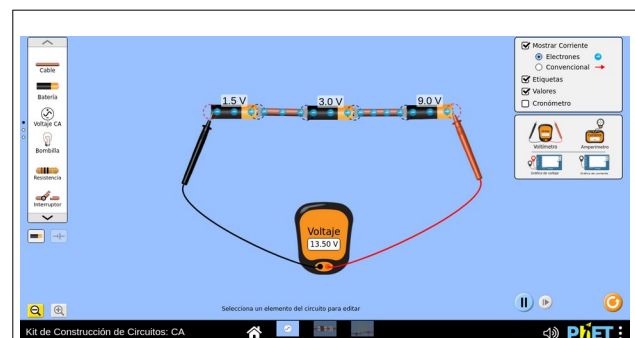 Cable
Batería
Voltaje CA
Bombilla
Resistencia
Interruptor
1.5 V
3.0 V
9.0 V
Voltaje
13.50 V
Selecciona un elemento del circuito para editar
Mostrar Corriente
Electrones
Convencional
Etiquetas
Valores
Cronómetro
Voltímetro
Amperímetro
Gráfica de voltaje
Gráfica de corriente
Kit de Construcción de Circuitos: CA
PhET